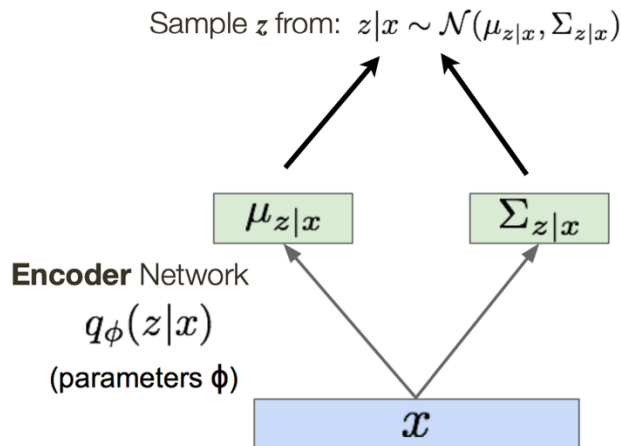 Sample z from: z|x ∼ 𝒩(μ_{z|x}, Σ_{z|x})
μ_{z|x}
Σ_{z|x}
Encoder Network
q_ϕ(z|x)
(parameters ϕ)
x